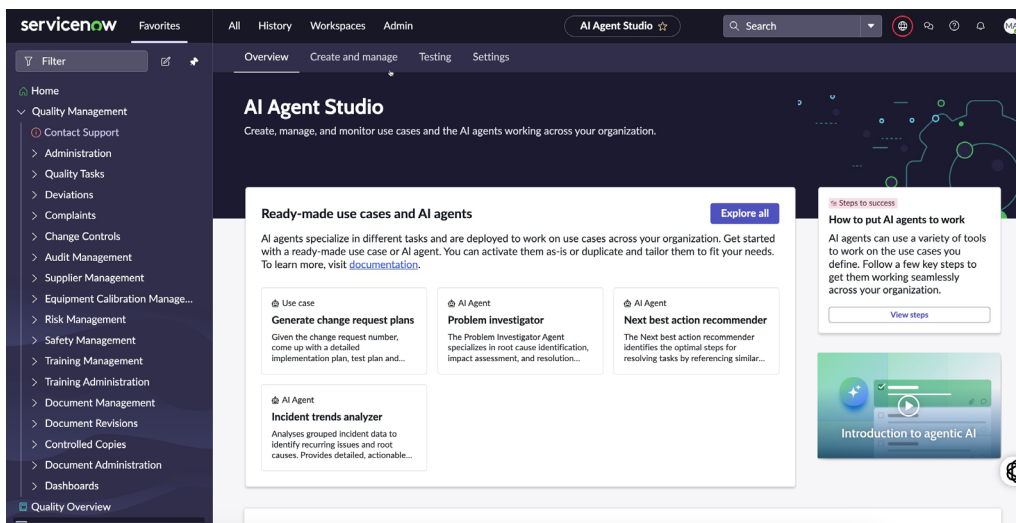 servicenow
Favorites
All
History
Workspaces
Admin
AI Agent Studio
Search
Filter
Overview
Create and manage
Testing
Settings
Home
Quality Management
Contact Support
Administration
Quality Tasks
Deviations
Complaints
Change Controls
Audit Management
Supplier Management
Equipment Calibration Manage...
Risk Management
Safety Management
Training Management
Training Administration
Document Management
Document Revisions
Controlled Copies
Document Administration
Dashboards
Quality Overview
AI Agent Studio
Create, manage, and monitor use cases and the AI agents working across your organization.
Ready-made use cases and AI agents
Explore all
AI agents specialize in different tasks and are deployed to work on use cases across your organization. Get started
with a ready-made use case or AI agent. You can activate them as-is or duplicate and tailor them to fit your needs.
To learn more, visit documentation.
Use case
Generate change request plans
Given the change request number,
come up with a detailed
implementation plan, test plan and...
AI Agent
Problem investigator
The Problem Investigator Agent
specializes in root cause identification,
impact assessment, and resolution...
AI Agent
Next best action recommender
The Next best action recommender
identifies the optimal steps for
resolving tasks by referencing similar...
AI Agent
Incident trends analyzer
Analyses grouped incident data to
identify recurring issues and root
causes. Provides detailed, actionable...
Steps to success
How to put AI agents to work
AI agents can use a variety of tools
to work on the use cases you
define. Follow a few key steps to
get them working seamlessly
across your organization.
View steps
Introduction to agentic AI